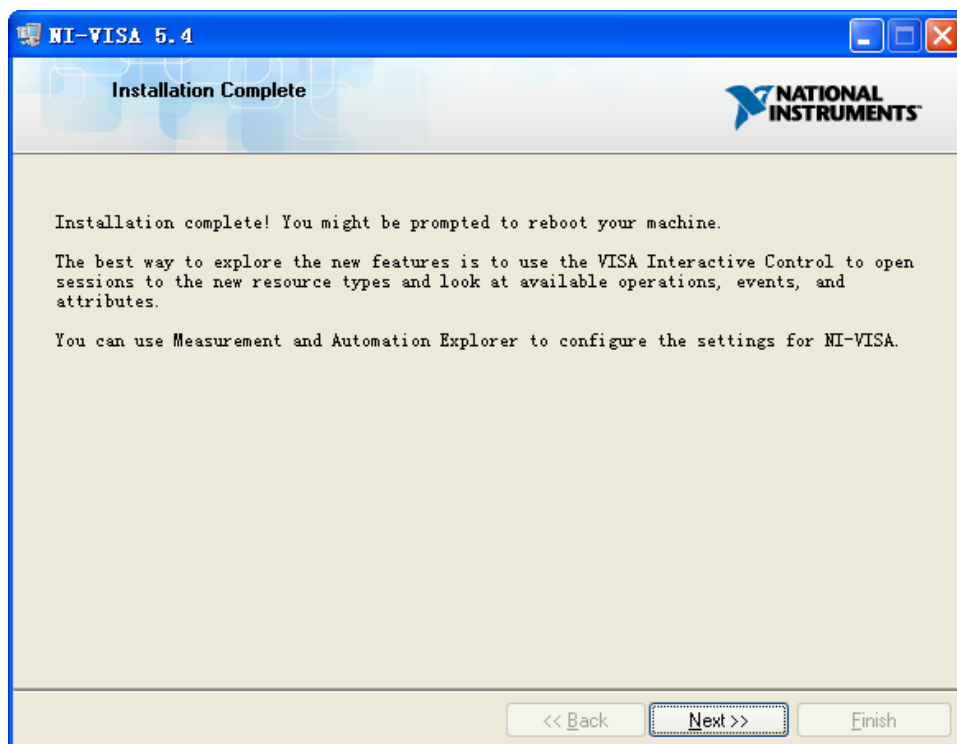 NI-VISA 5.4
Installation Complete
NATIONAL
INSTRUMENTS™
Installation complete! You might be prompted to reboot your machine.
The best way to explore the new features is to use the VISA Interactive Control to open
sessions to the new resource types and look at available operations, events, and
attributes.
You can use Measurement and Automation Explorer to configure the settings for NI-VISA.
<< Back
Next >>
Finish